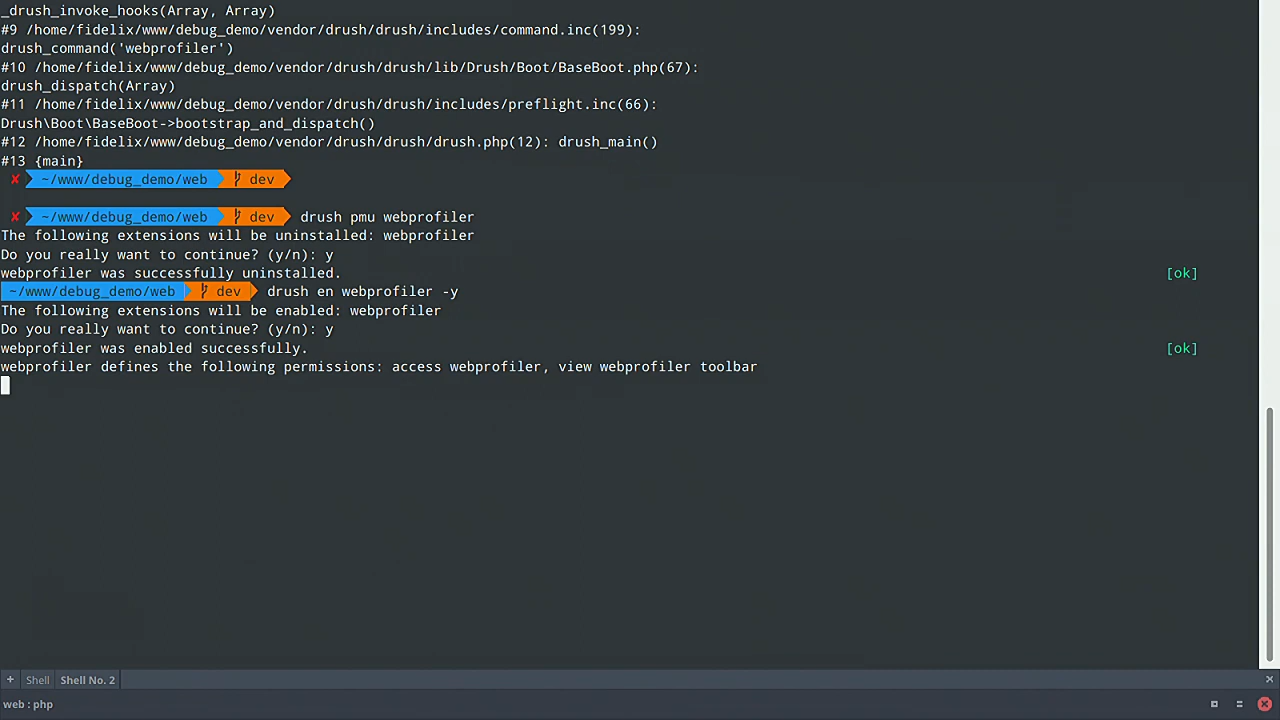 _drush_invoke_hooks(Array, Array)
#9 /home/fidelix/www/debug_demo/vendor/drush/drush/includes/command.inc(199):
drush_command('webprofiler')
#10 /home/fidelix/www/debug_demo/vendor/drush/drush/lib/Drush/Boot/BaseBoot.php(67):
drush_dispatch(Array)
#11 /home/fidelix/www/debug_demo/vendor/drush/drush/includes/preflight.inc(66):
Drush\Boot\BaseBoot->bootstrap_and_dispatch()
#12 /home/fidelix/www/debug_demo/vendor/drush/drush/drush.php(12): drush_main()
#13 {main}
✘ ~/www/debug_demo/web dev
✘ ~/www/debug_demo/web dev drush pmu webprofiler
The following extensions will be uninstalled: webprofiler
Do you really want to continue? (y/n): y
webprofiler was successfully uninstalled. [ok]
~/www/debug_demo/web dev drush en webprofiler -y
The following extensions will be enabled: webprofiler
Do you really want to continue? (y/n): y
webprofiler was enabled successfully. [ok]
webprofiler defines the following permissions: access webprofiler, view webprofiler toolbar
+ Shell Shell No. 2
web : php